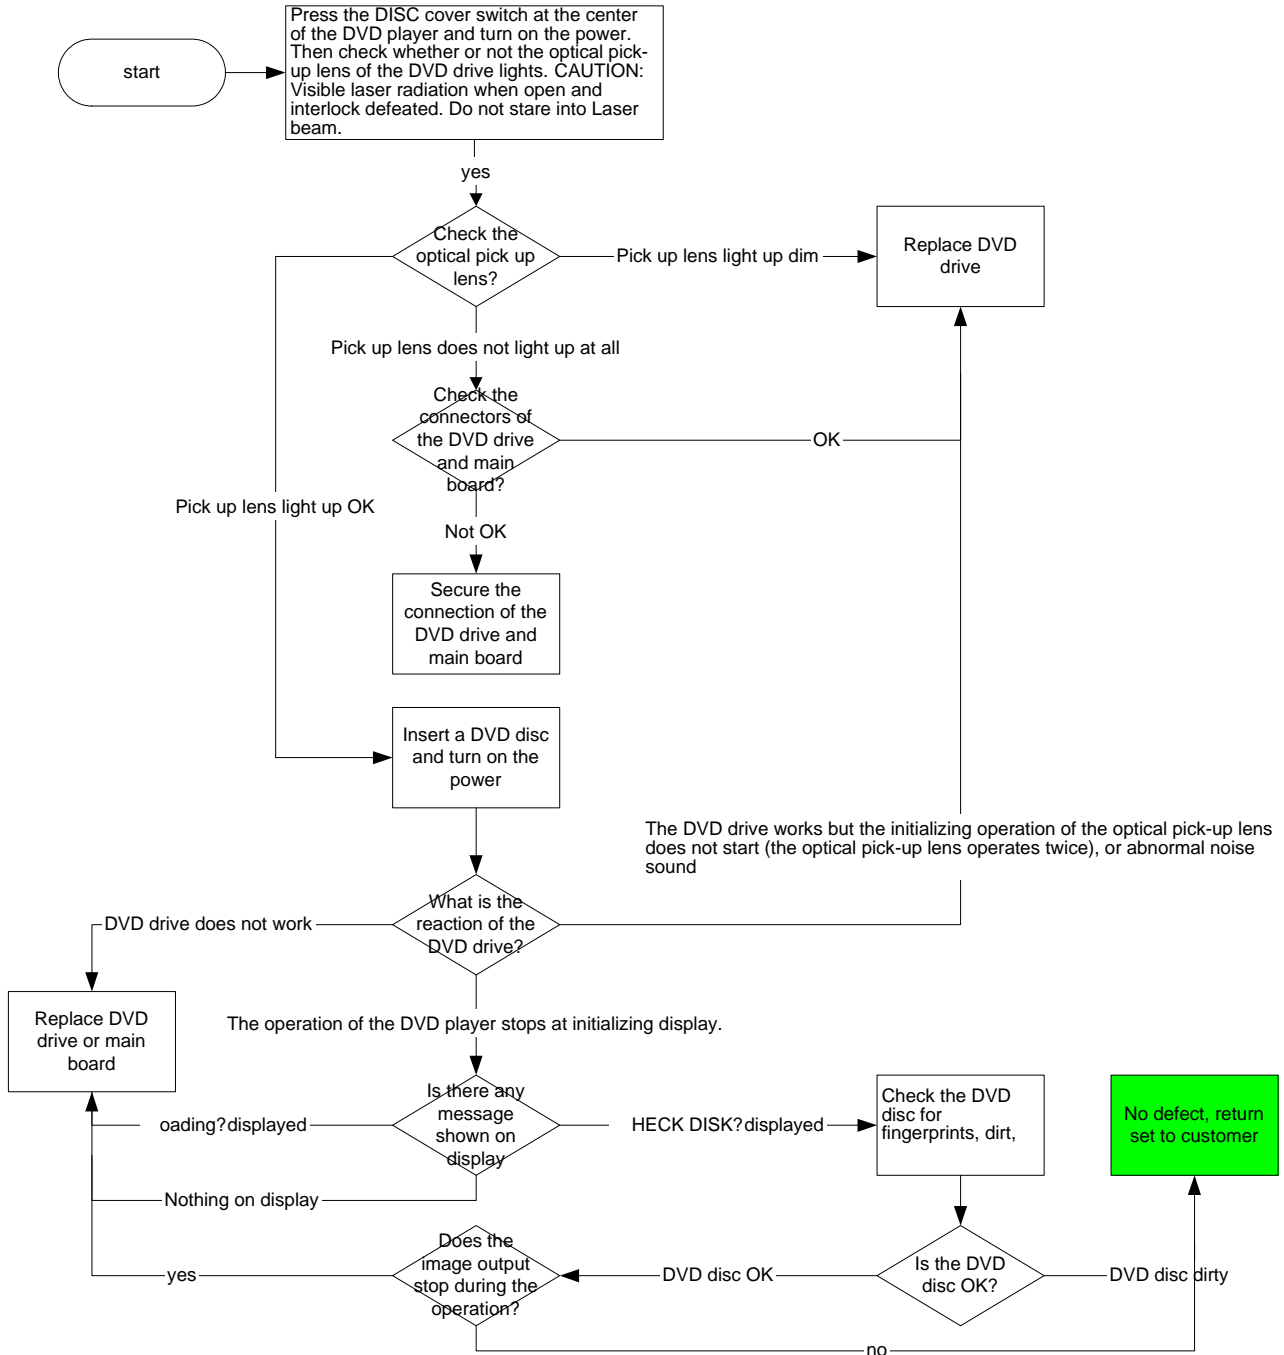 Press the DISC cover switch at the center
of the DVD player and turn on the power.
Then check whether or not the optical pick-
up lens of the DVD drive lights. CAUTION:
Visible laser radiation when open and
interlock defeated. Do not stare into Laser
beam.
start
yes
Check the
optical pick up
lens?
Pick up lens light up dim
Replace DVD
drive
Pick up lens does not light up at all
Check the
connectors of
the DVD drive
and main
board?
OK
Pick up lens light up OK
Not OK
Secure the
connection of the
DVD drive and
main board
Insert a DVD disc
and turn on the
power
The DVD drive works but the initializing operation of the optical pick-up lens
does not start (the optical pick-up lens operates twice), or abnormal noise
sound
What is the
reaction of the
DVD drive?
DVD drive does not work
Replace DVD
drive or main
board
The operation of the DVD player stops at initializing display.
Is there any
message
shown on
display
oading?displayed
HECK DISK?displayed
Check the DVD
disc for
fingerprints, dirt,
No defect, return
set to customer
Nothing on display
Does the
image output
stop during the
operation?
yes
DVD disc OK
Is the DVD
disc OK?
DVD disc dirty
no